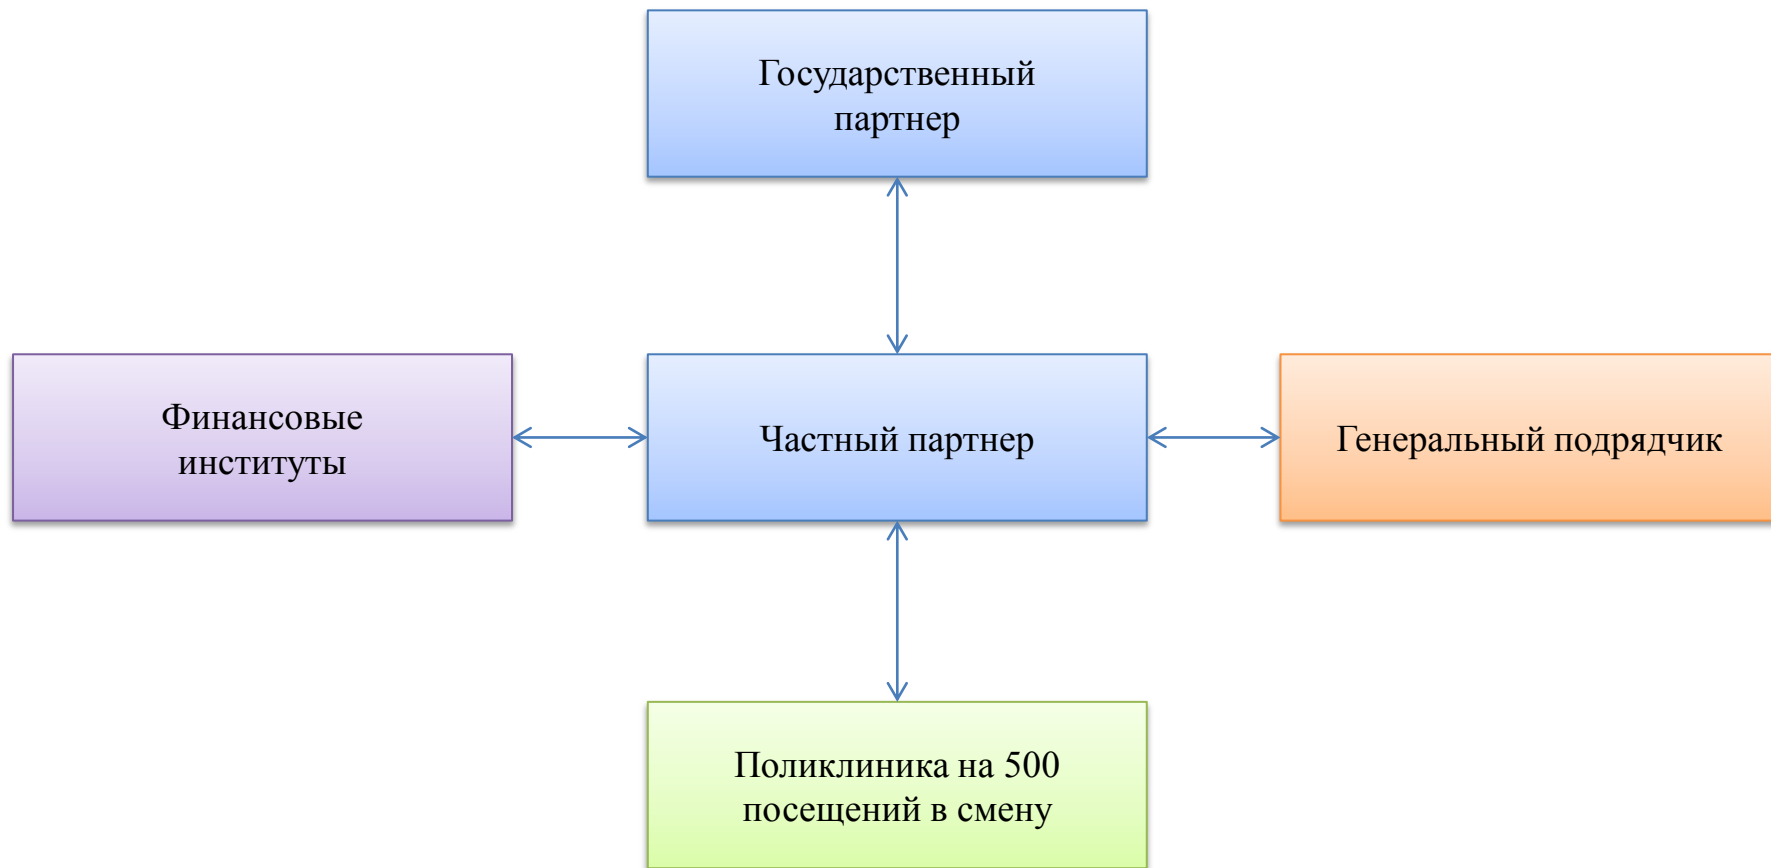 Государственный
партнер
Финансовые
институты
Частный партнер
Генеральный подрядчик
Поликлиника на 500
посещений в смену